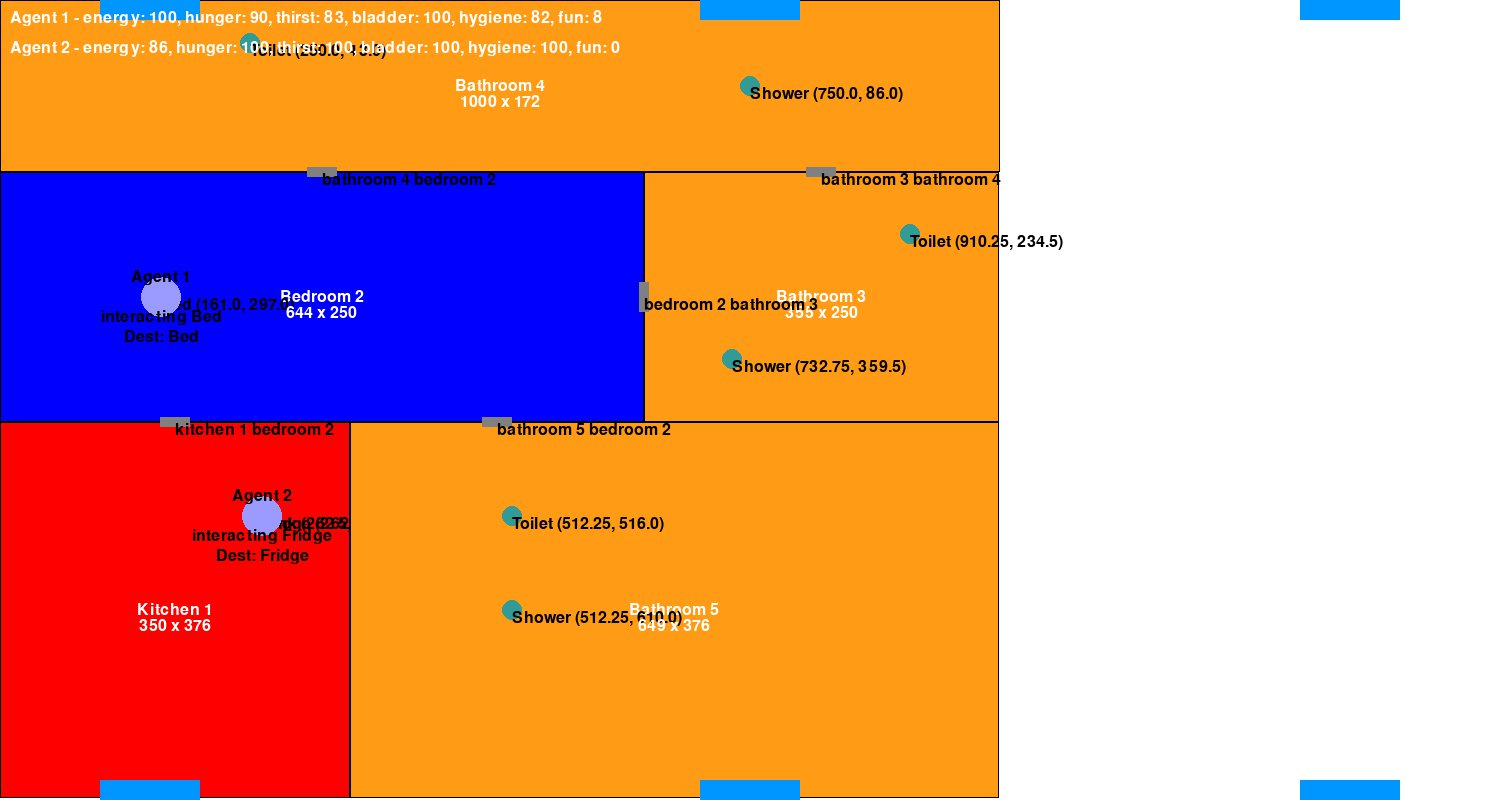 Agent 1 - energy: 100, hunger: 90, thirst: 83, bladder: 100, hygiene: 82, fun: 8
Agent 2 - energy: 86, hunger: 100, thirst: 100, bladder: 100, hygiene: 100, fun: 0
Toilet
Bathroom 4
1000 x 172
Shower (750.0, 86.0)
bathroom 4 bedroom 2
bathroom 3 bathroom 4
Toilet (910.25, 234.5)
Agent 1
(161.0, 297.0)
interacting Bed
Dest: Bed
Bedroom 2
644 x 250
bedroom 2 bathroom 3
Bathroom 3
355 x 250
Shower (732.75, 359.5)
kitchen 1 bedroom 2
bathroom 5 bedroom 2
Agent 2
interacting Fridge
Dest: Fridge
Toilet (512.25, 516.0)
Kitchen 1
350 x 376
Shower (512.25, 610.0)
Bathroom 5
649 x 376